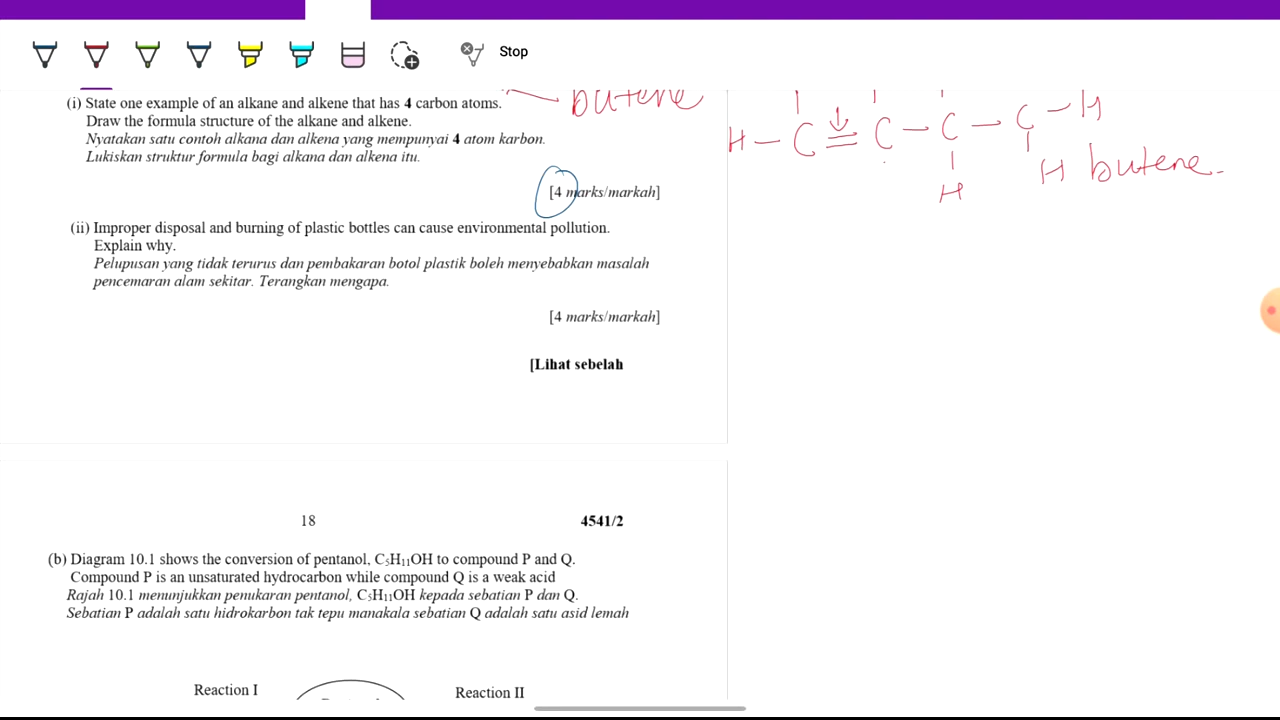 Stop
butene
(i) State one example of an alkane and alkene that has 4 carbon atoms.
Draw the formula structure of the alkane and alkene.
Nyatakan satu contoh alkana dan alkena yang mempunyai 4 atom karbon.
Lukiskan struktur formula bagi alkana dan alkena itu.
[4 marks/markah]
H – C = C – C – C – H
H
H butene.
(ii) Improper disposal and burning of plastic bottles can cause environmental pollution.
Explain why.
Pelupusan yang tidak terurus dan pembakaran botol plastik boleh menyebabkan masalah
pencemaran alam sekitar. Terangkan mengapa.
[4 marks/markah]
[Lihat sebelah
18 4541/2
(b) Diagram 10.1 shows the conversion of pentanol, C₅H₁₁OH to compound P and Q.
Compound P is an unsaturated hydrocarbon while compound Q is a weak acid
Rajah 10.1 menunjukkan penukaran pentanol, C₅H₁₁OH kepada sebatian P dan Q.
Sebatian P adalah satu hidrokarbon tak tepu manakala sebatian Q adalah satu asid lemah
Reaction I Reaction II